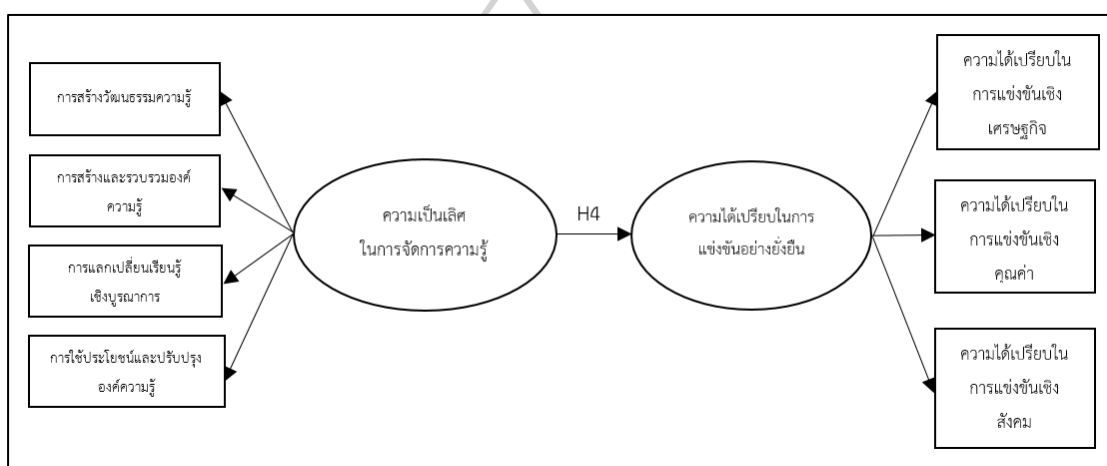 การสร้างวัฒนธรรมความรู้
การสร้างและรวบรวมองค์
ความรู้
การแลกเปลี่ยนเรียนรู้
เชิงบูรณาการ
การใช้ประโยชน์และปรับปรุง
องค์ความรู้
ความเป็นเลิศ
ในการจัดการความรู้
H4
ความได้เปรียบในการ
แข่งขันอย่างยั่งยืน
ความได้เปรียบใน
การแข่งขันเชิง
เศรษฐกิจ
ความได้เปรียบใน
การแข่งขันเชิง
คุณค่า
ความได้เปรียบใน
การแข่งขันเชิง
สังคม